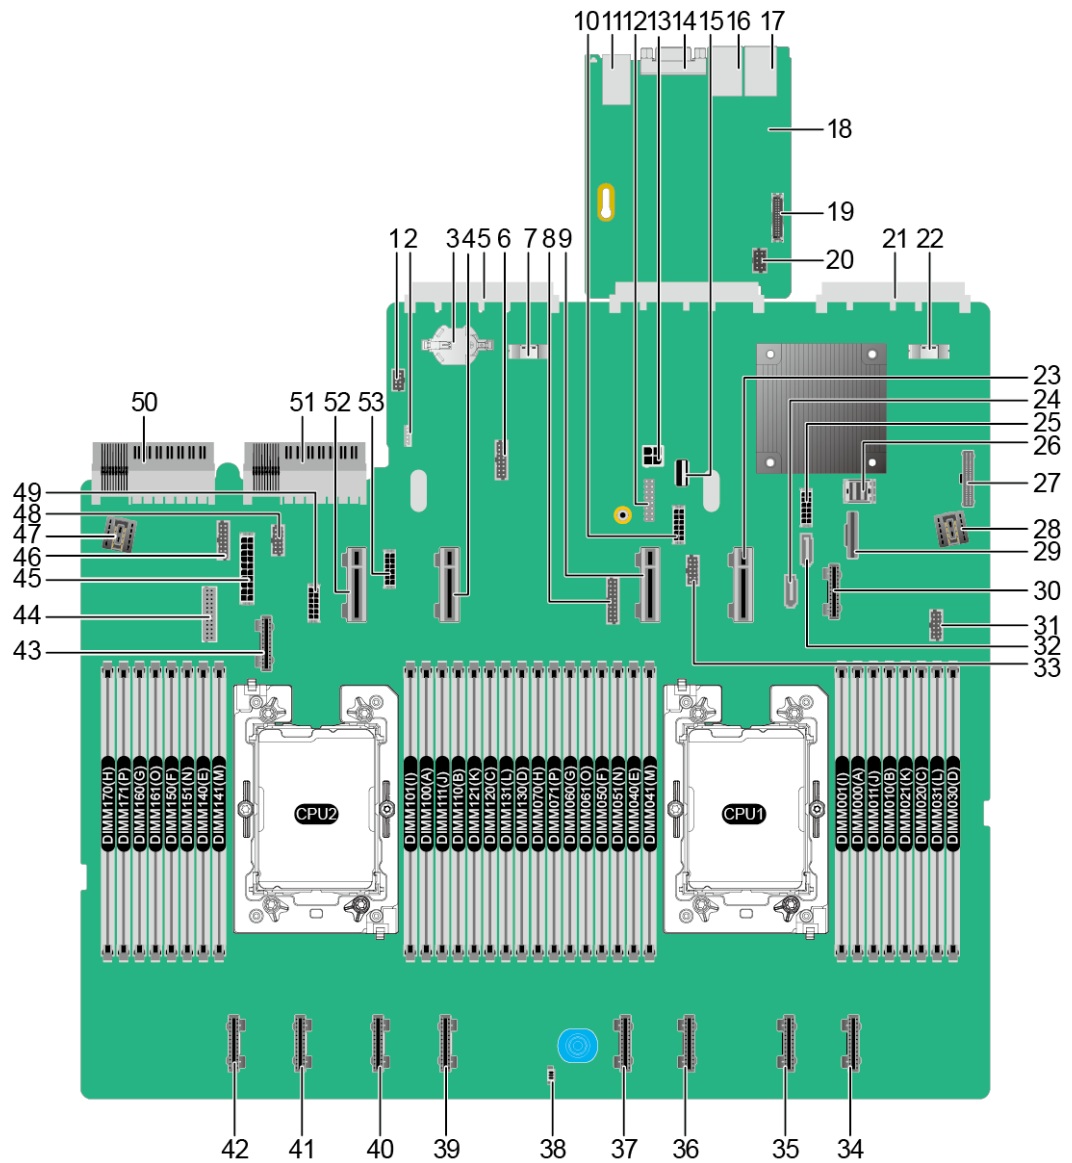 10 11 12 13 14 15 16 17
18
19
1 2 3 4 5 6 7 8 9 20 21 22
50 51 52 53
23
24
25
26
27
28
29
30
31
32
33
49
48
47
46
45
44
43
DIMM170(H)
DIMM171(P)
DIMM160(G)
DIMM161(O)
DIMM150(F)
DIMM151(N)
DIMM140(E)
DIMM141(M)
CPU2
DIMM101(I)
DIMM100(A)
DIMM111(J)
DIMM110(B)
DIMM121(K)
DIMM120(C)
DIMM131(L)
DIMM130(D)
DIMM070(H)
DIMM071(P)
DIMM060(G)
DIMM061(O)
DIMM050(F)
DIMM051(N)
DIMM040(E)
DIMM041(M)
CPU1
DIMM001(I)
DIMM000(A)
DIMM011(J)
DIMM010(B)
DIMM021(K)
DIMM020(C)
DIMM031(L)
DIMM030(D)
42 41 40 39 38 37 36 35 34